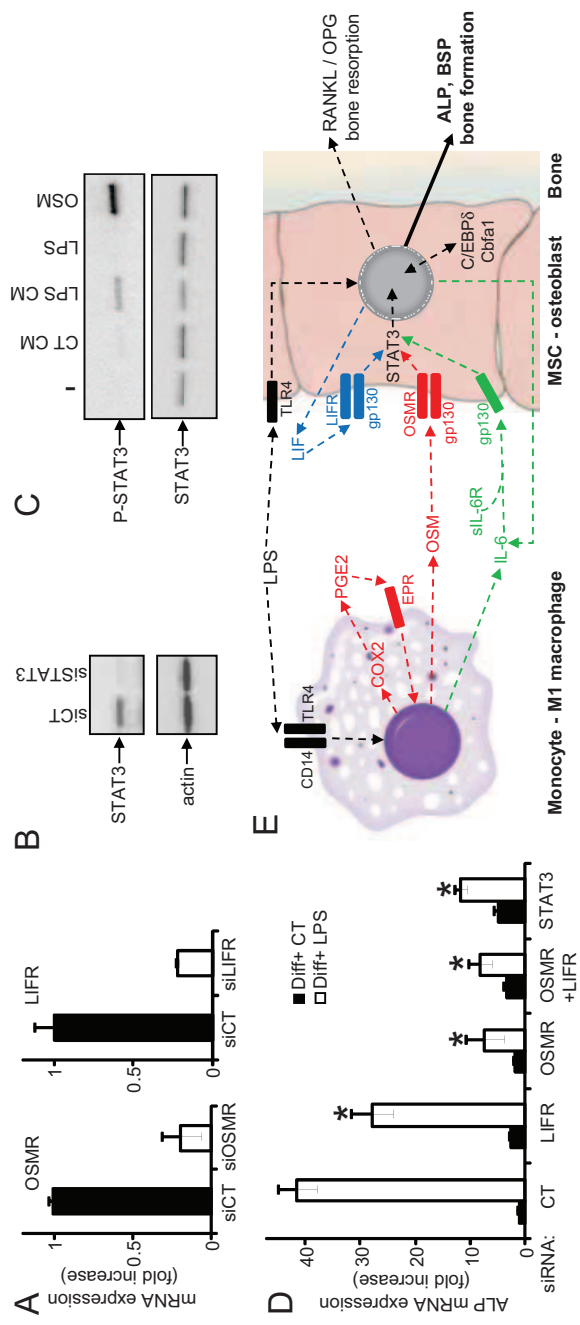 A
mRNA expression
(fold increase)
OSMR
LIFR
1
0.5
0
siCT
siOSMR
1
0.5
0
siCT
siLIFR
B
siCT
siSTAT3
STAT3
actin
C
-
CT CM
LPS CM
LPS
OSM
P-STAT3
STAT3
D
ALP mRNA expression
(fold increase)
40
30
20
10
0
Diff+ CT
Diff+ LPS
*
*
*
*
siRNA:
CT
LIFR
OSMR
OSMR
+LIFR
STAT3
E
LPS
CD14
TLR4
TLR4
COX2
PGE2
EPR
OSM
IL-6
sIL-6R
LIF
LIFR
gp130
OSMR
gp130
gp130
STAT3
C/EBPδ
Cbfa1
RANKL / OPG
bone resorption
ALP, BSP
bone formation
Monocyte - M1 macrophage
MSC - osteoblast
Bone